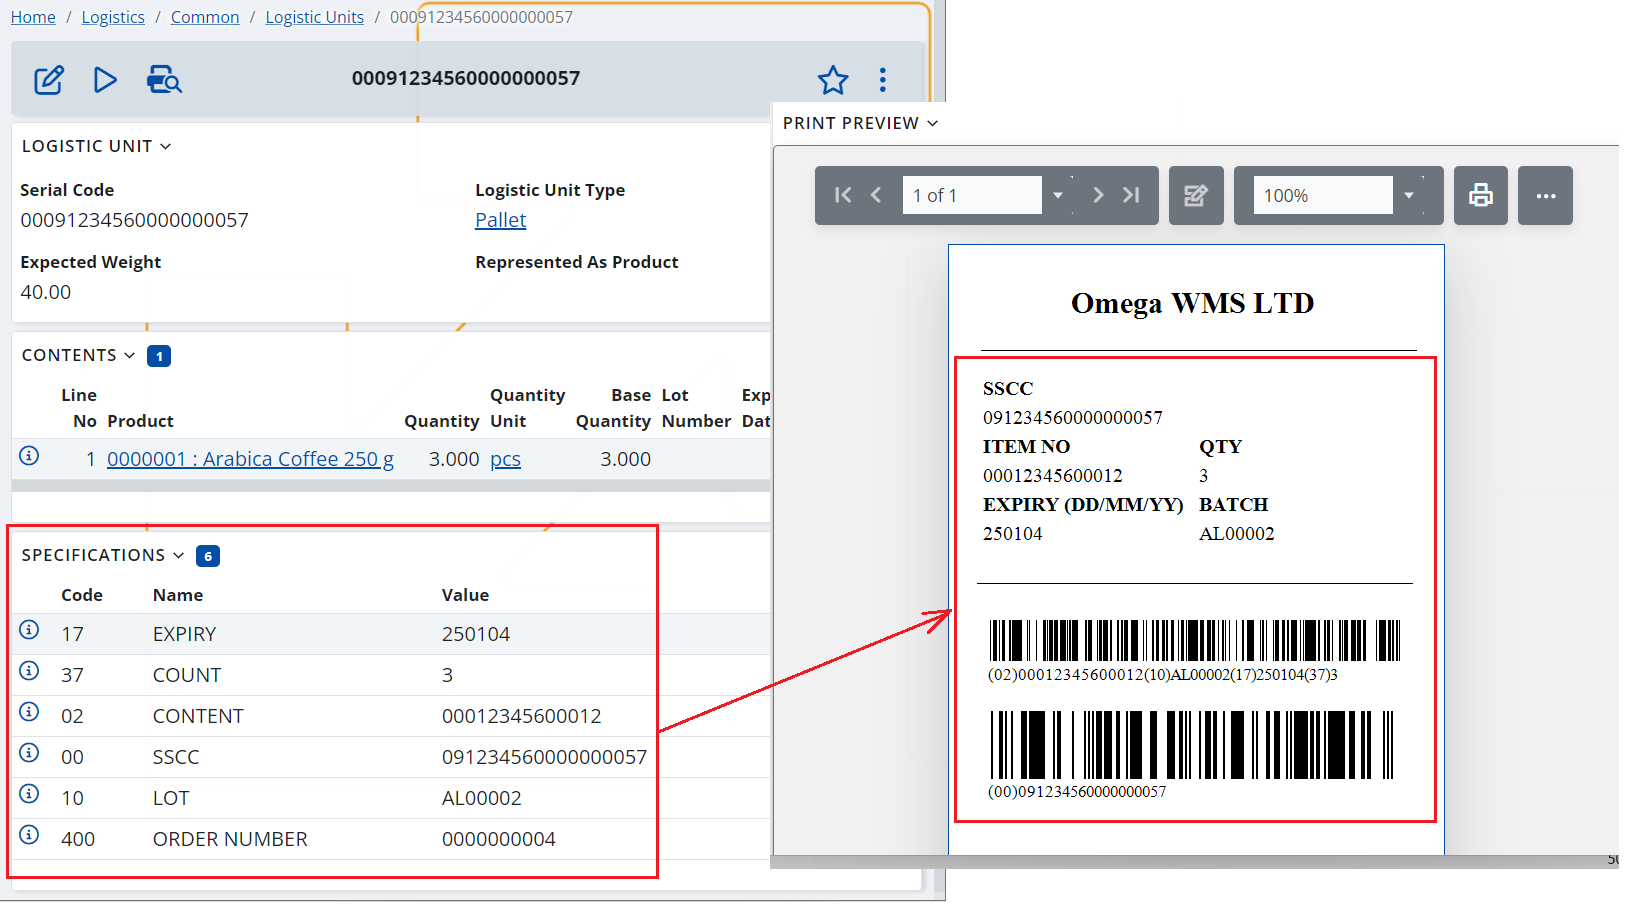 Home / Logistics / Common / Logistic Units / 00091234560000000057
00091234560000000057
LOGISTIC UNIT
Serial Code
00091234560000000057
Logistic Unit Type
Pallet
Expected Weight
40.00
Represented As Product
CONTENTS 1
Line No Product Quantity Quantity Unit Base Quantity Lot Number Exp Dat
1 0000001 : Arabica Coffee 250 g 3.000 pcs 3.000
SPECIFICATIONS 6
Code Name Value
17 EXPIRY 250104
37 COUNT 3
02 CONTENT 00012345600012
00 SSCC 091234560000000057
10 LOT AL00002
400 ORDER NUMBER 0000000004
PRINT PREVIEW
1 of 1 100%
Omega WMS LTD
SSCC
091234560000000057
ITEM NO QTY
00012345600012 3
EXPIRY (DD/MM/YY) BATCH
250104 AL00002
(02)00012345600012(10)AL00002(17)250104(37)3
(00)091234560000000057